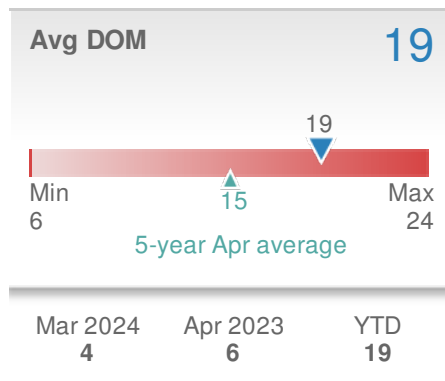 Avg DOM 19
19
Min 15 Max
6 24
5-year Apr average
Mar 2024 Apr 2023 YTD
4 6 19